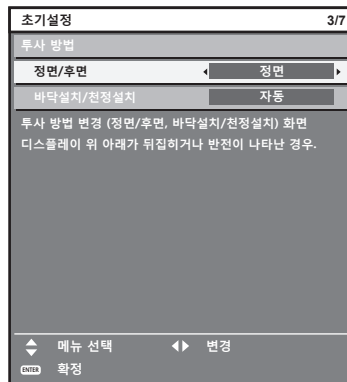 초기설정 3/7
투사 방법
정면/후면 정면
바닥설치/천정설치 자동
투사 방법 변경 (정면/후면, 바닥설치/천정설치) 화면
디스플레이 위 아래가 뒤집히거나 반전이 나타난 경우.
메뉴 선택 변경
ENTER 확정